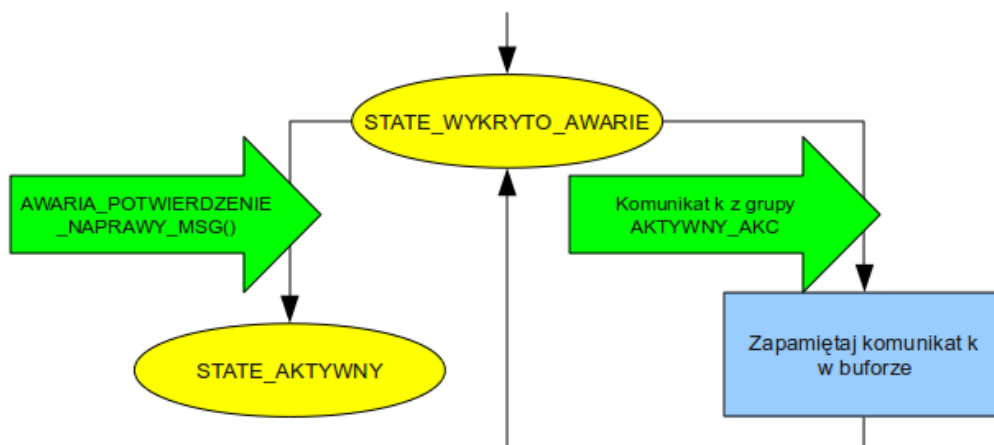 STATE_WYKRYTO_AWARIE
AWARIA_POTWIERDZENIE
_NAPRAWY_MSG()
Komunikat k z grupy
AKTYWNY_AKC
STATE_AKTYWNY
Zapamiętaj komunikat k
w buforze